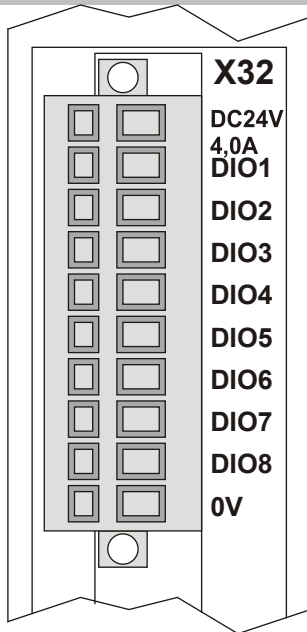 X32
DC24V
4,0A
DIO1
DIO2
DIO3
DIO4
DIO5
DIO6
DIO7
DIO8
0V